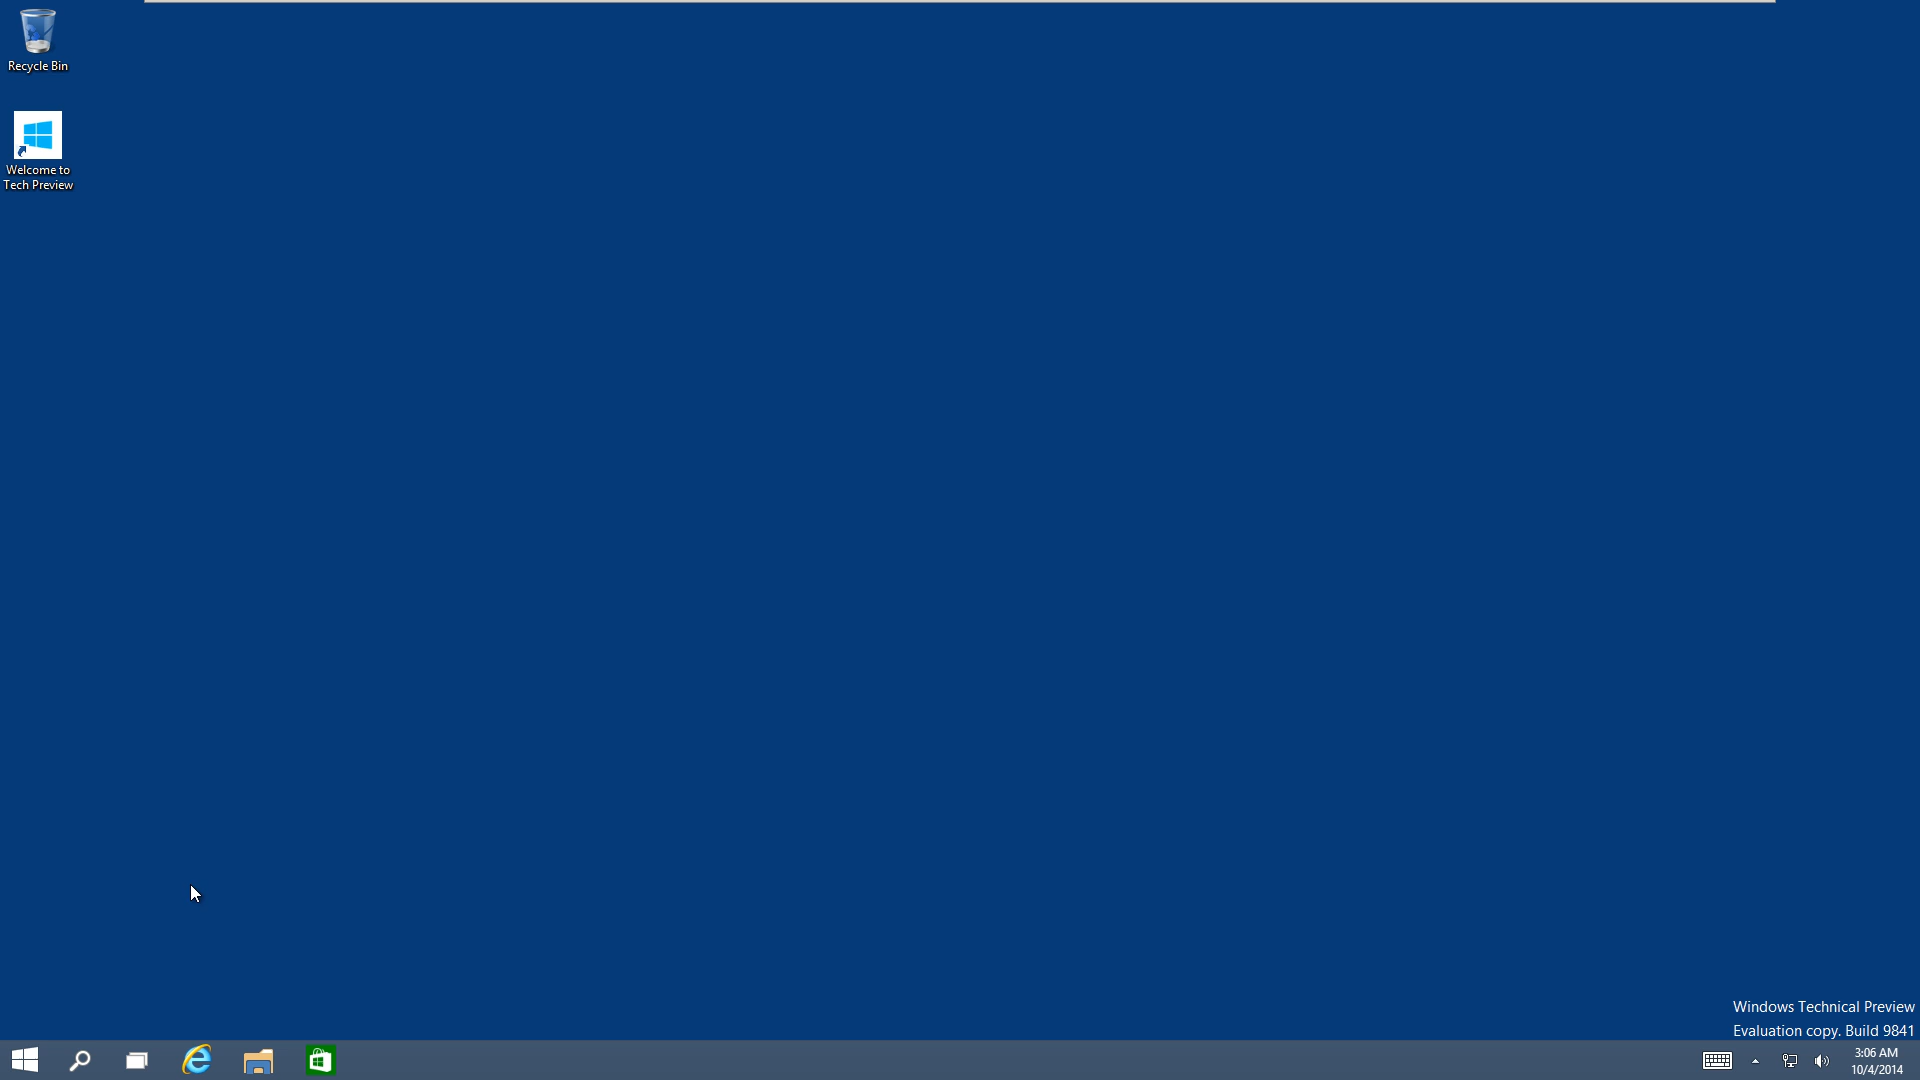 Recycle Bin
Welcome to
Tech Preview
Windows Technical Preview
Evaluation copy. Build 9841
3:06 AM
10/4/2014